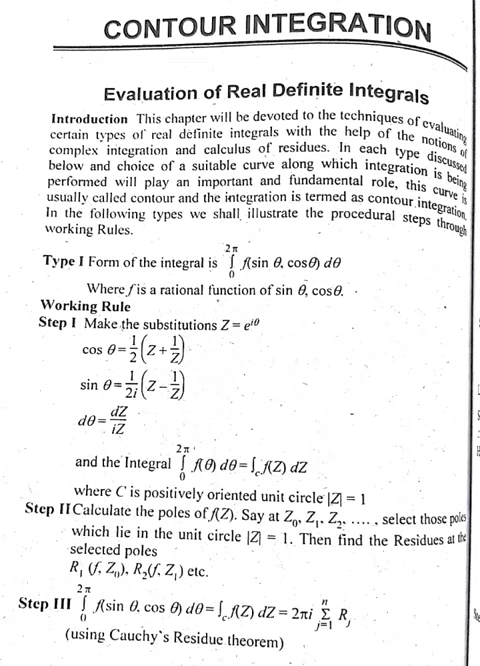 CONTOUR INTEGRATION
Evaluation of Real Definite Integrals
Introduction This chapter will be devoted to the techniques of evaluating
certain types of real definite integrals with the help of the notions of
complex integration and calculus of residues. In each type discussed
below and choice of a suitable curve along which integration is being
performed will play an important and fundamental role, this curve is
usually called contour and the integration is termed as contour integration.
In the following types we shall illustrate the procedural steps through
working Rules.
Type I Form of the integral is ∫₀^{2π} f(sin θ, cosθ) dθ
Where f is a rational function of sin θ, cosθ.
Working Rule
Step I Make the substitutions Z = e^{iθ}
cos θ = 1/2 (Z + 1/Z)
sin θ = 1/2i (Z − 1/Z)
dθ = dZ/iZ
and the Integral ∫₀^{2π} f(θ) dθ = ∫_c f(Z) dZ
where C is positively oriented unit circle |Z| = 1
Step II Calculate the poles of f(Z). Say at Z₀, Z₁, Z₂, .... , select those poles
which lie in the unit circle |Z| = 1. Then find the Residues at the
selected poles
R₁ (f, Z₀), R₂(f, Z₁) etc.
Step III ∫₀^{2π} f(sin θ, cos θ) dθ = ∫_c f(Z) dZ = 2πi Σ_{j=1}^{n} R_j
(using Cauchy's Residue theorem)